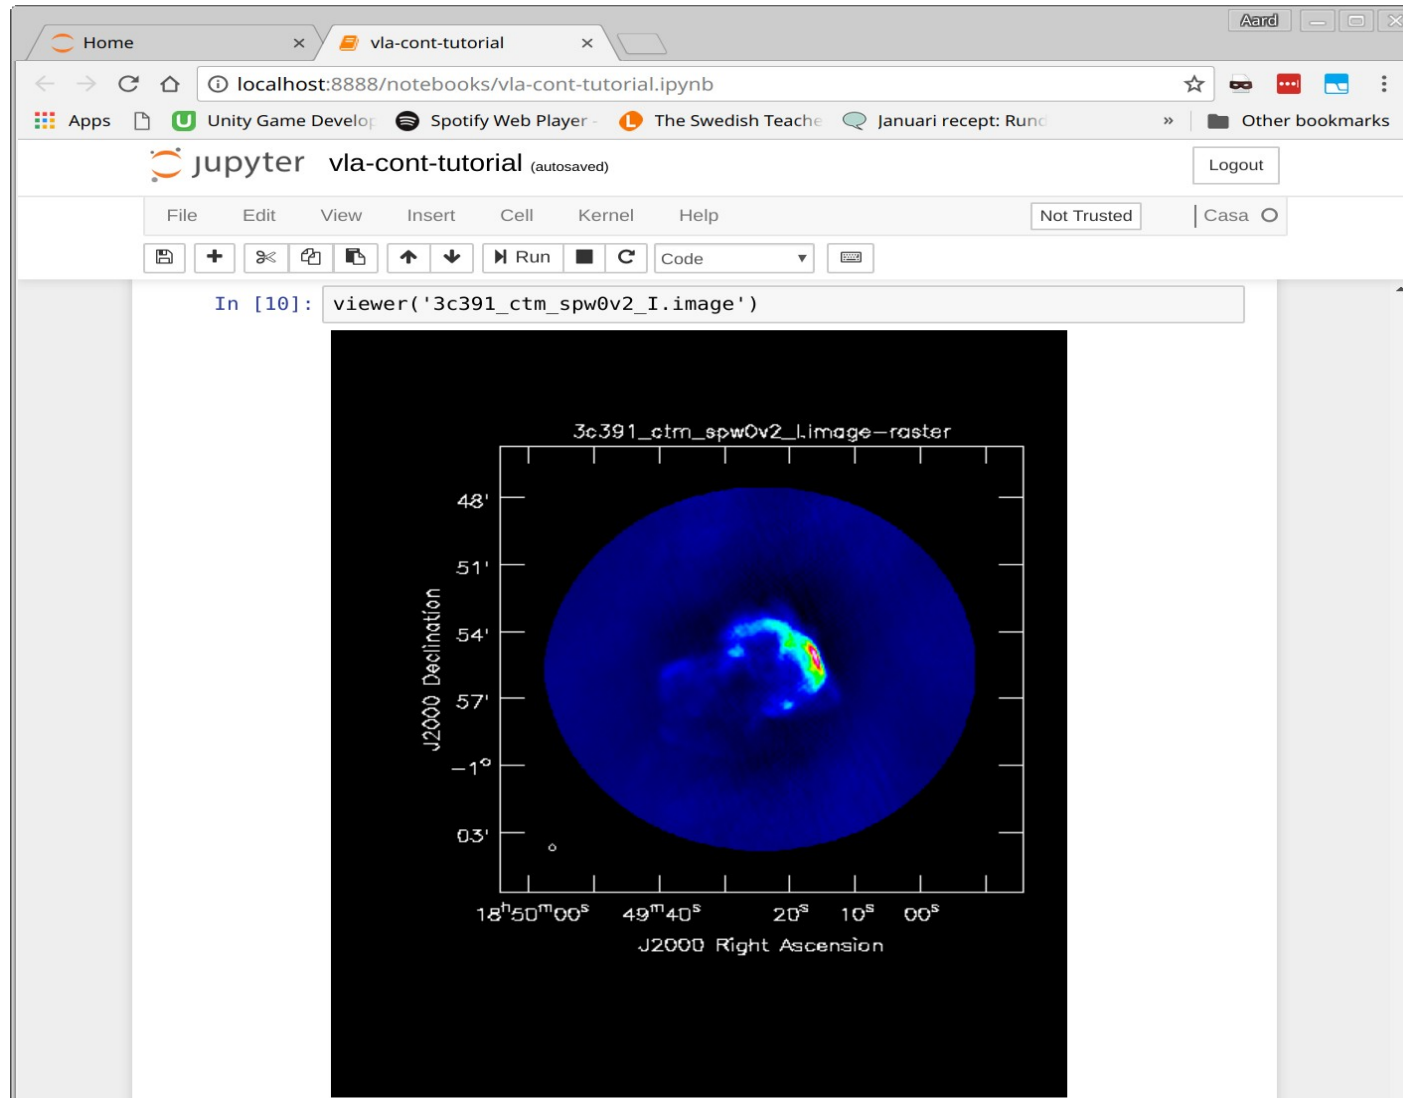 Aard
Home × vla-cont-tutorial ×
localhost:8888/notebooks/vla-cont-tutorial.ipynb
Apps Unity Game Develop Spotify Web Player - The Swedish Teache Januari recept: Rund » Other bookmarks
jupyter vla-cont-tutorial (autosaved) Logout
File Edit View Insert Cell Kernel Help Not Trusted Casa
Run Code
In [10]: viewer('3c391_ctm_spw0v2_I.image')
3c391_ctm_spw0v2_I.image-raster
48'
51'
54'
57'
-1°
03'
J2000 Declination
18ʰ50ᵐ00ˢ 49ᵐ40ˢ 20ˢ 10ˢ 00ˢ
J2000 Right Ascension